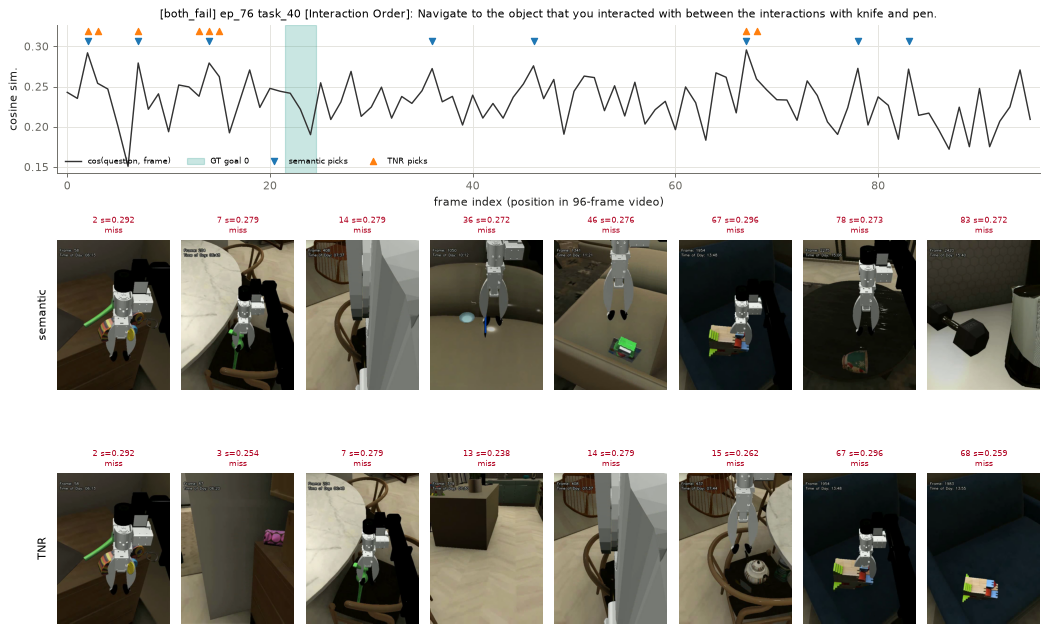 [both_fail] ep_76 task_40 [Interaction Order]: Navigate to the object that you interacted with between the interactions with knife and pen.
cosine sim.
0.30
0.25
0.20
0.15
cos(question, frame)
GT goal 0
semantic picks
TNR picks
0
20
40
60
80
frame index (position in 96-frame video)
semantic
2 s=0.292
miss
7 s=0.279
miss
14 s=0.279
miss
36 s=0.272
miss
46 s=0.276
miss
67 s=0.296
miss
78 s=0.273
miss
83 s=0.272
miss
TNR
2 s=0.292
miss
3 s=0.254
miss
7 s=0.279
miss
13 s=0.238
miss
14 s=0.279
miss
15 s=0.262
miss
67 s=0.296
miss
68 s=0.259
miss